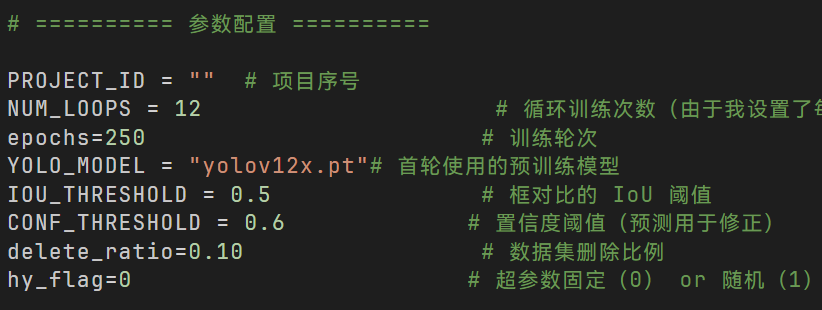 # ========== 参数配置 ==========
PROJECT_ID = ""  # 项目序号
NUM_LOOPS = 12 # 循环训练次数（由于我设置了
epochs=250 # 训练轮次
YOLO_MODEL = "yolov12x.pt"# 首轮使用的预训练模型
IOU_THRESHOLD = 0.5 # 框对比的 IoU 阈值
CONF_THRESHOLD = 0.6 # 置信度阈值（预测用于修正）
delete_ratio=0.10 # 数据集删除比例
hy_flag=0 # 超参数固定（0） or 随机（1）